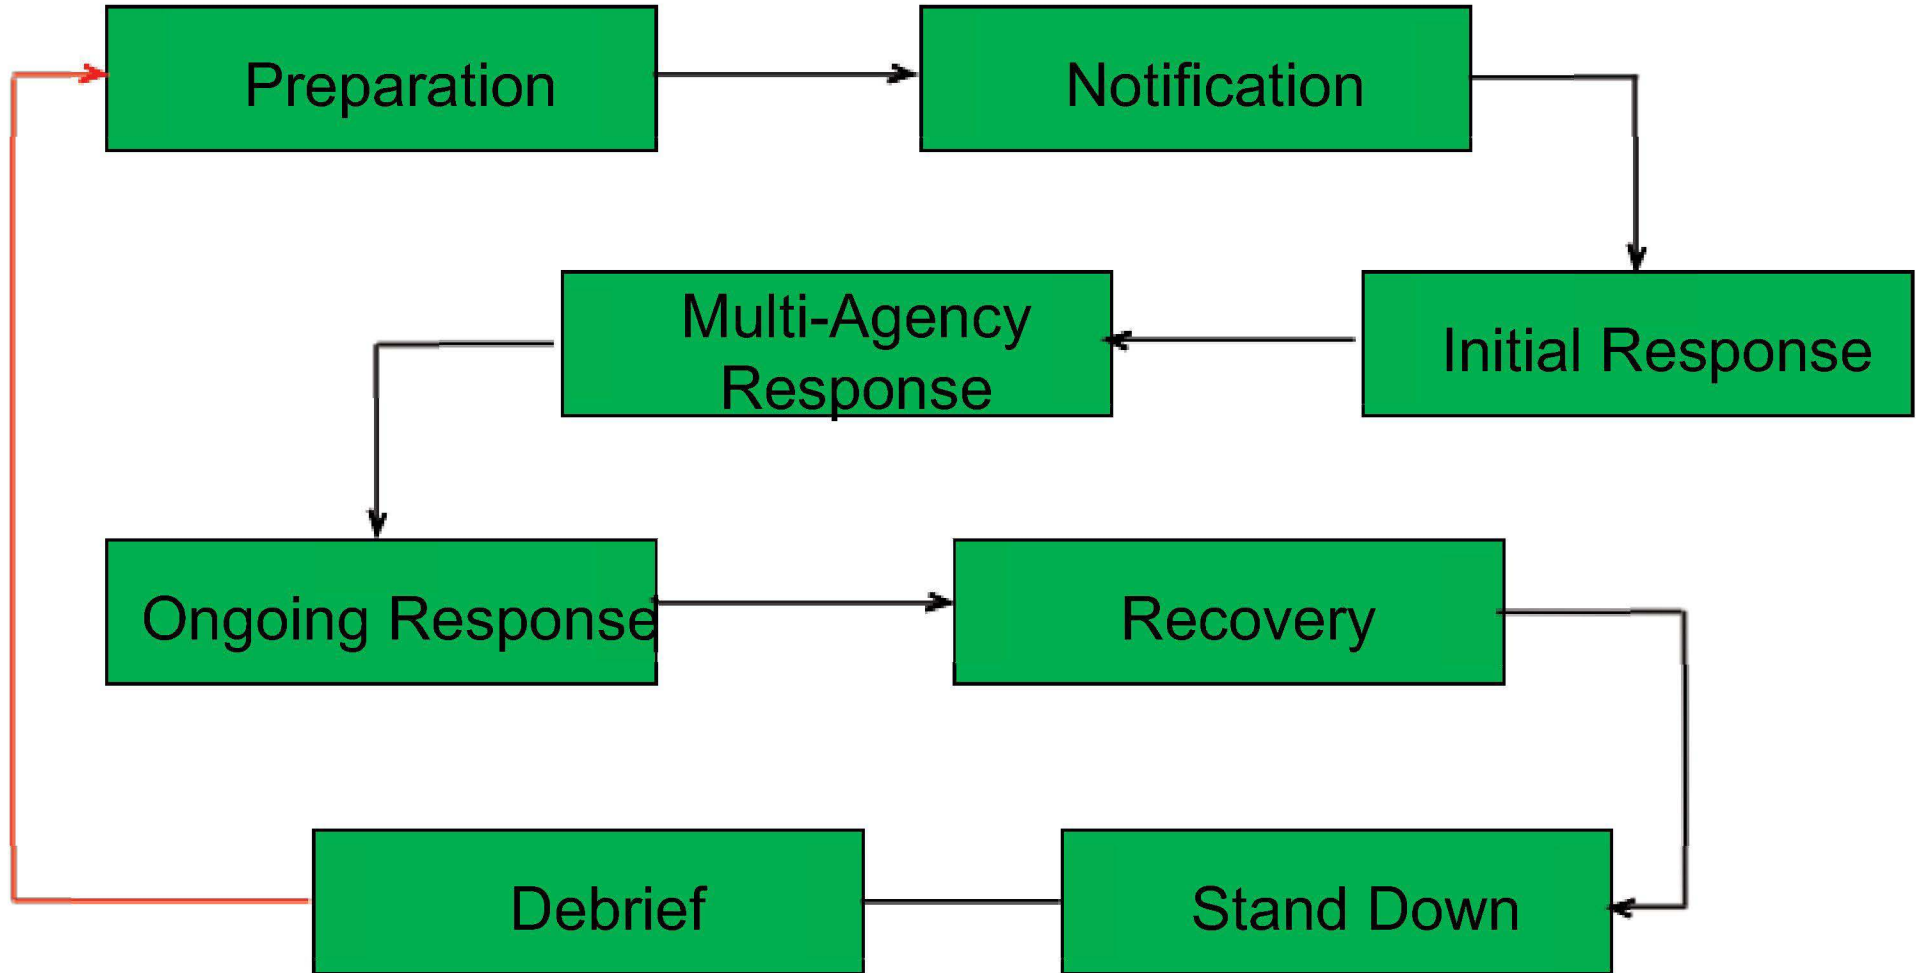 Preparation
Notification
Initial Response
Multi-Agency
Response
Ongoing Response
Recovery
Stand Down
Debrief